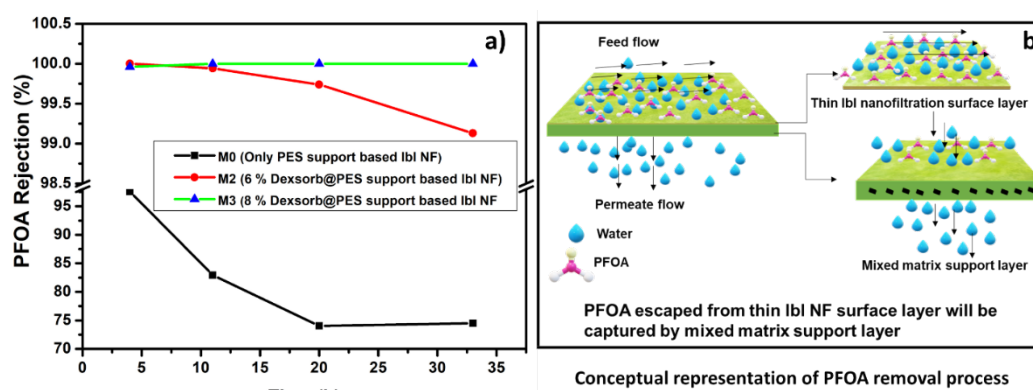 a)
PFOA Rejection (%)
100.5
100.0
99.5
99.0
98.5
95
90
85
80
75
70
0
5
10
15
20
25
30
35
M0 (Only PES support based lbl NF)
M2 (6 % Dexsorb@PES support based lbl NF)
M3 (8 % Dexsorb@PES support based lbl NF
b
Feed flow
Thin lbl nanofiltration surface layer
Permeate flow
Water
PFOA
Mixed matrix support layer
PFOA escaped from thin lbl NF surface layer will be
captured by mixed matrix support layer
Conceptual representation of PFOA removal process